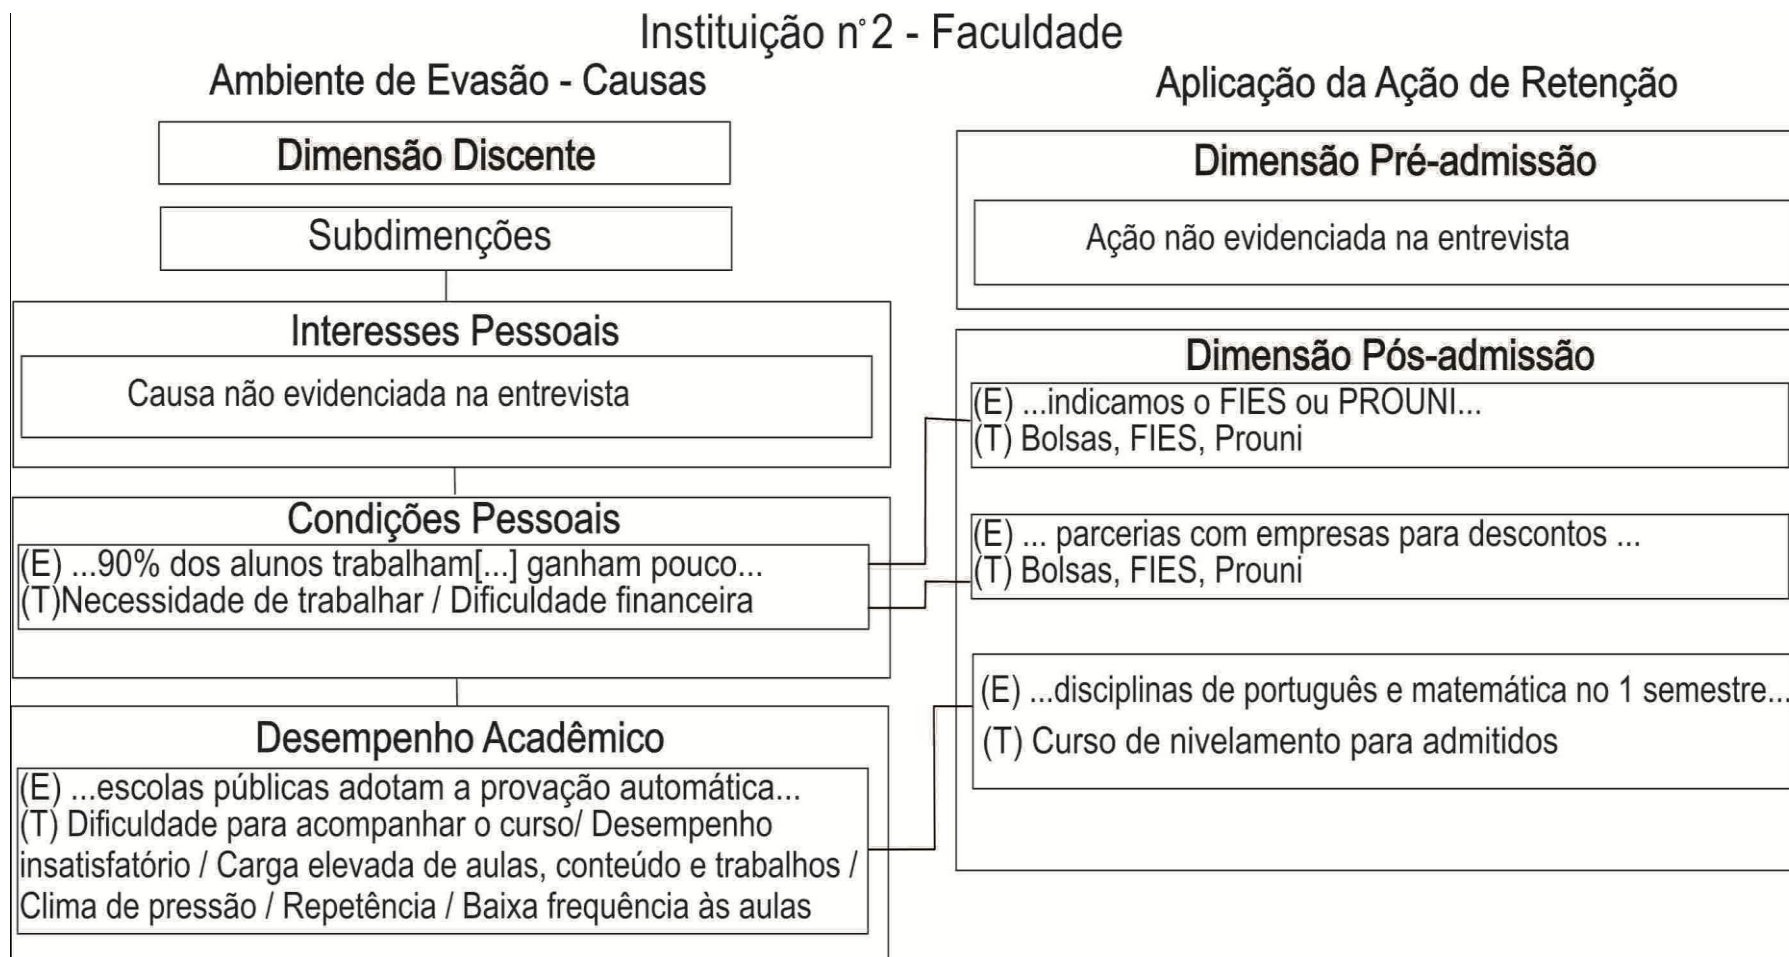 Instituição n° 2 - Faculdade
Ambiente de Evasão - Causas
Dimensão Discente
Subdimenções
Interesses Pessoais
Causa não evidenciada na entrevista
Condições Pessoais
(E) ...90% dos alunos trabalham[...] ganham pouco...
(T)Necessidade de trabalhar / Dificuldade financeira
Desempenho Acadêmico
(E) ...escolas públicas adotam a provação automática...
(T) Dificuldade para acompanhar o curso/ Desempenho
insatisfatório / Carga elevada de aulas, conteúdo e trabalhos /
Clima de pressão / Repetência / Baixa frequência às aulas
Aplicação da Ação de Retenção
Dimensão Pré-admissão
Ação não evidenciada na entrevista
Dimensão Pós-admissão
(E) ...indicamos o FIES ou PROUNI...
(T) Bolsas, FIES, Prouni
(E) ... parcerias com empresas para descontos ...
(T) Bolsas, FIES, Prouni
(E) ...disciplinas de português e matemática no 1 semestre...
(T) Curso de nivelamento para admitidos